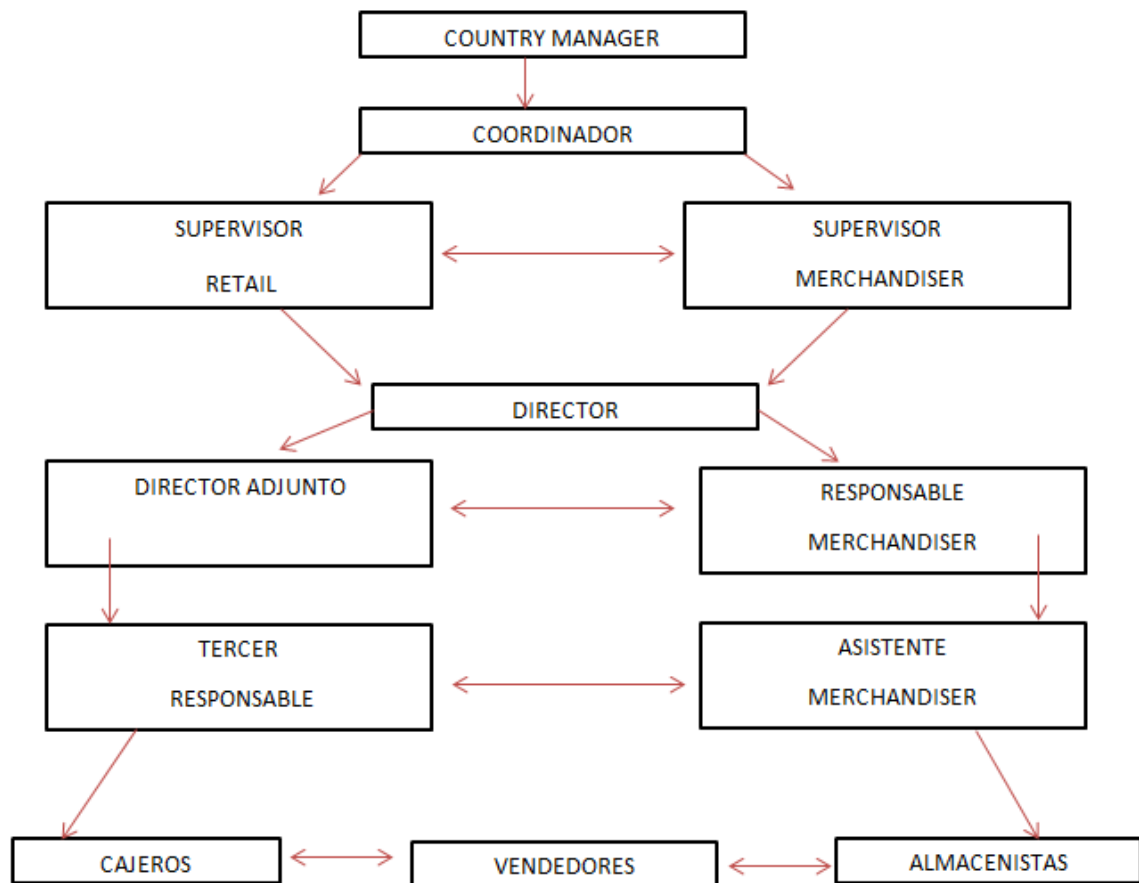 COUNTRY MANAGER
COORDINADOR
SUPERVISOR
RETAIL
SUPERVISOR
MERCHANDISER
DIRECTOR
DIRECTOR ADJUNTO
RESPONSABLE
MERCHANDISER
TERCER
RESPONSABLE
ASISTENTE
MERCHANDISER
CAJEROS
VENDEDORES
ALMACENISTAS